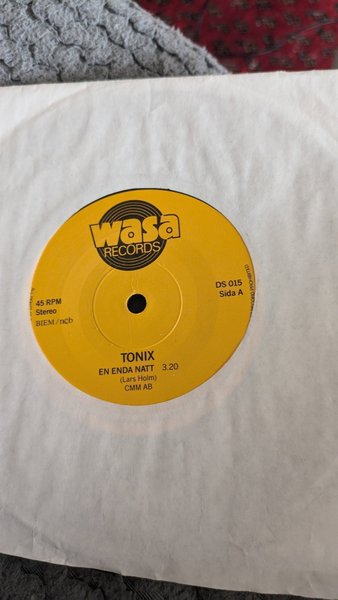 wasa
RECORDS
45 RPM
Stereo
BIEM/ncb
DS 015
Sida A
TONIX
EN ENDA NATT 3.20
(Lars Holm)
CMM AB